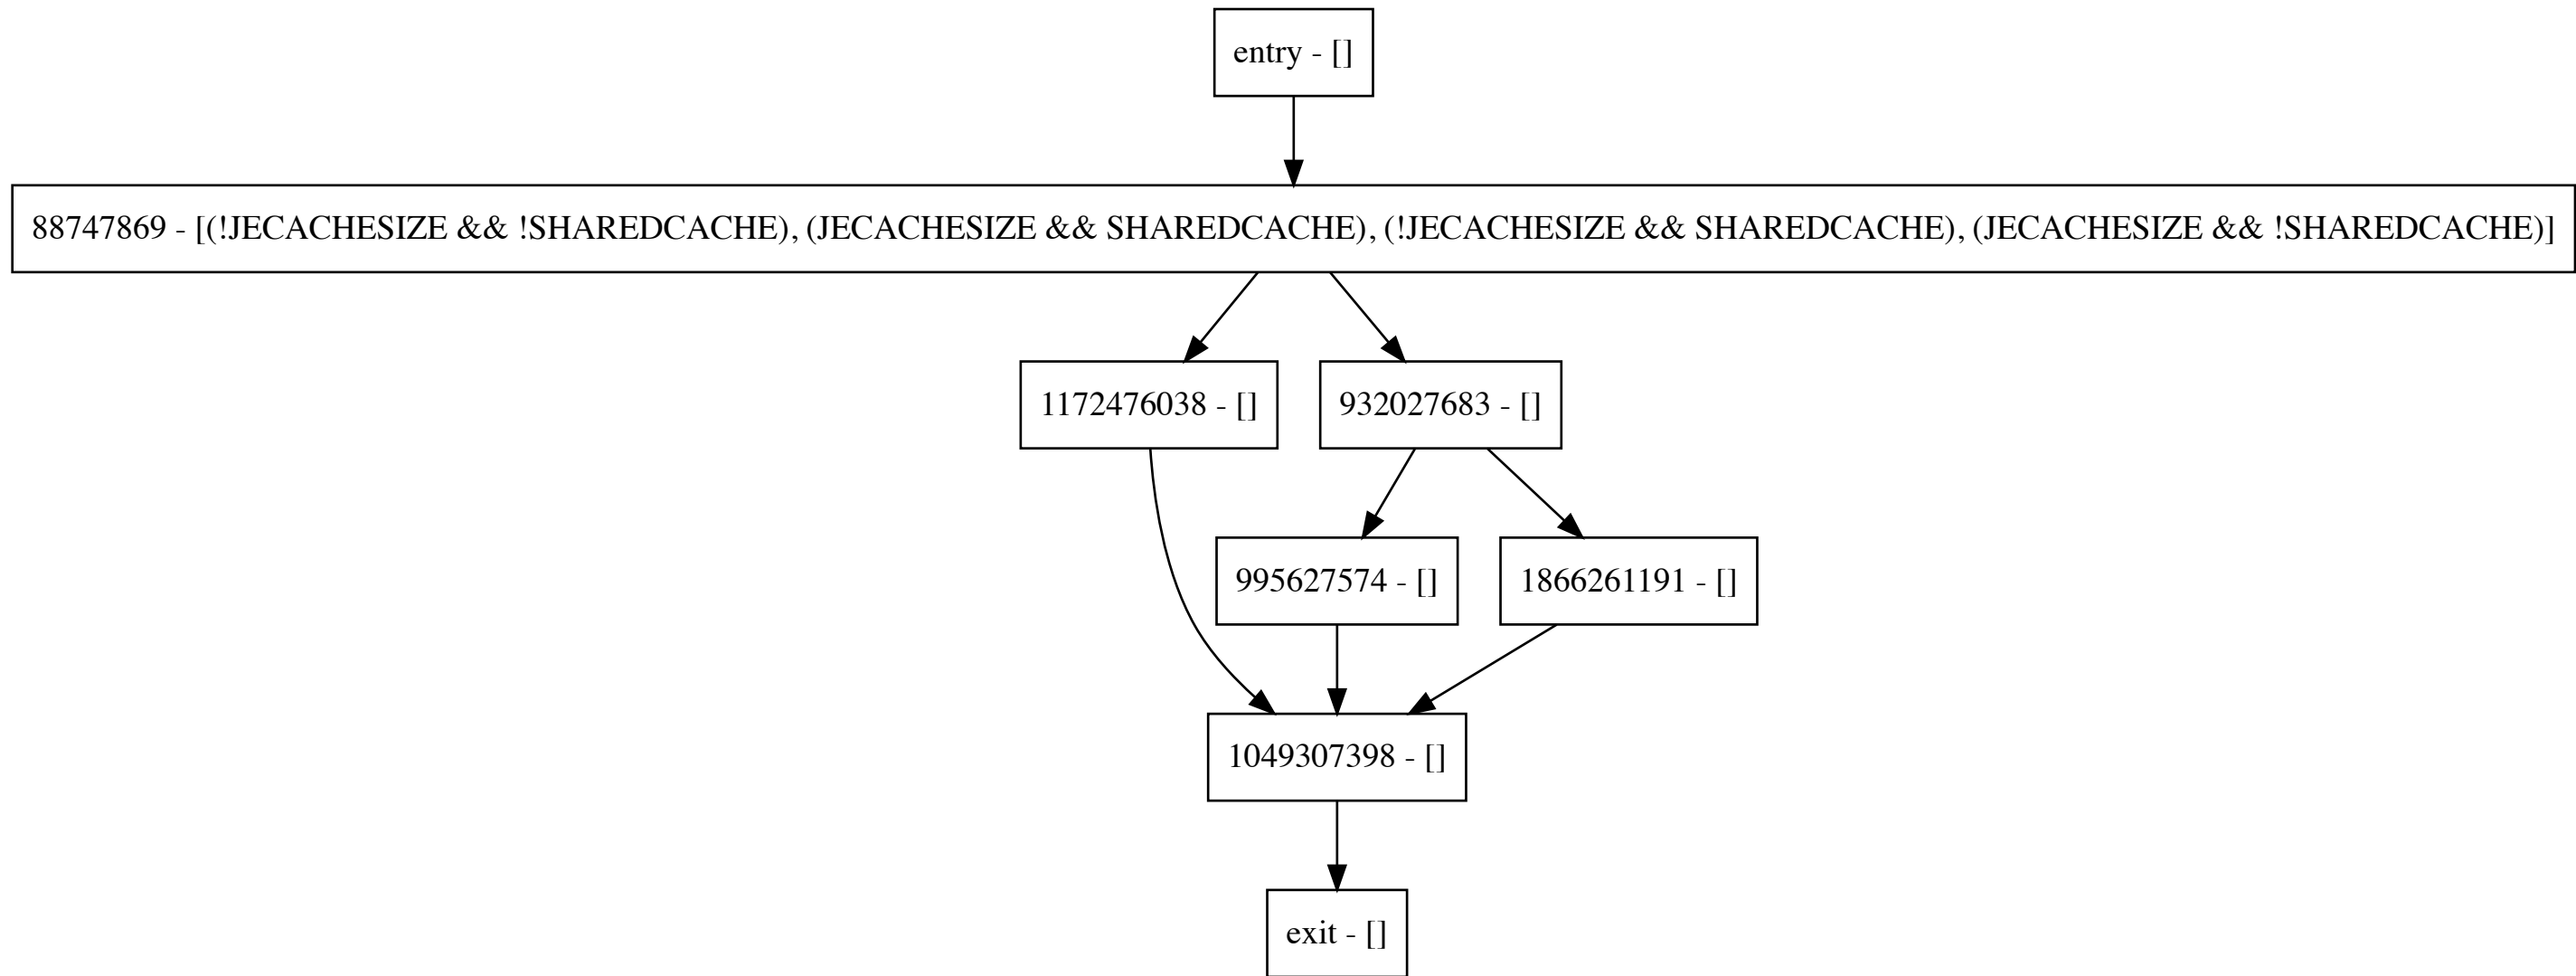 entry - []
88747869 - [(!JECACHESIZE && !SHAREDCACHE), (JECACHESIZE && SHAREDCACHE), (!JECACHESIZE && SHAREDCACHE), (JECACHESIZE && !SHAREDCACHE)]
1172476038 - []
932027683 - []
995627574 - []
1866261191 - []
1049307398 - []
exit - []